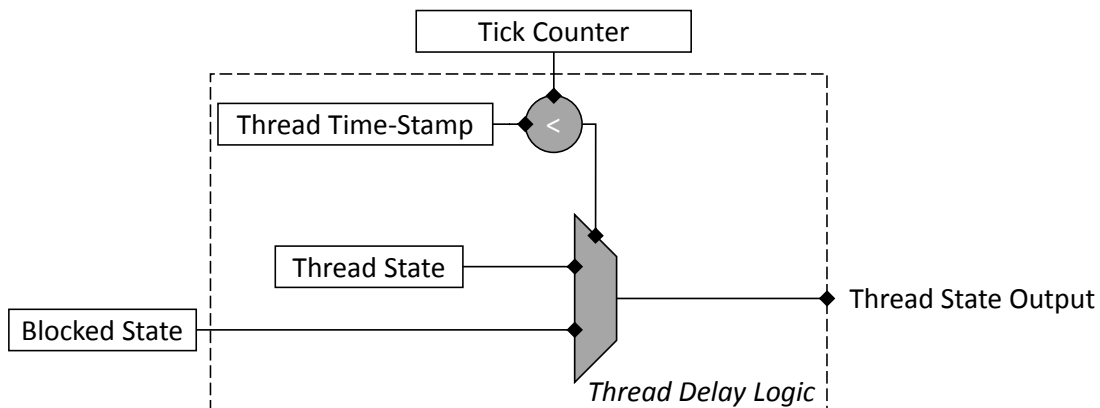 Tick Counter
Thread Time-Stamp
<
Thread State
Thread State Output
Blocked State
Thread Delay Logic